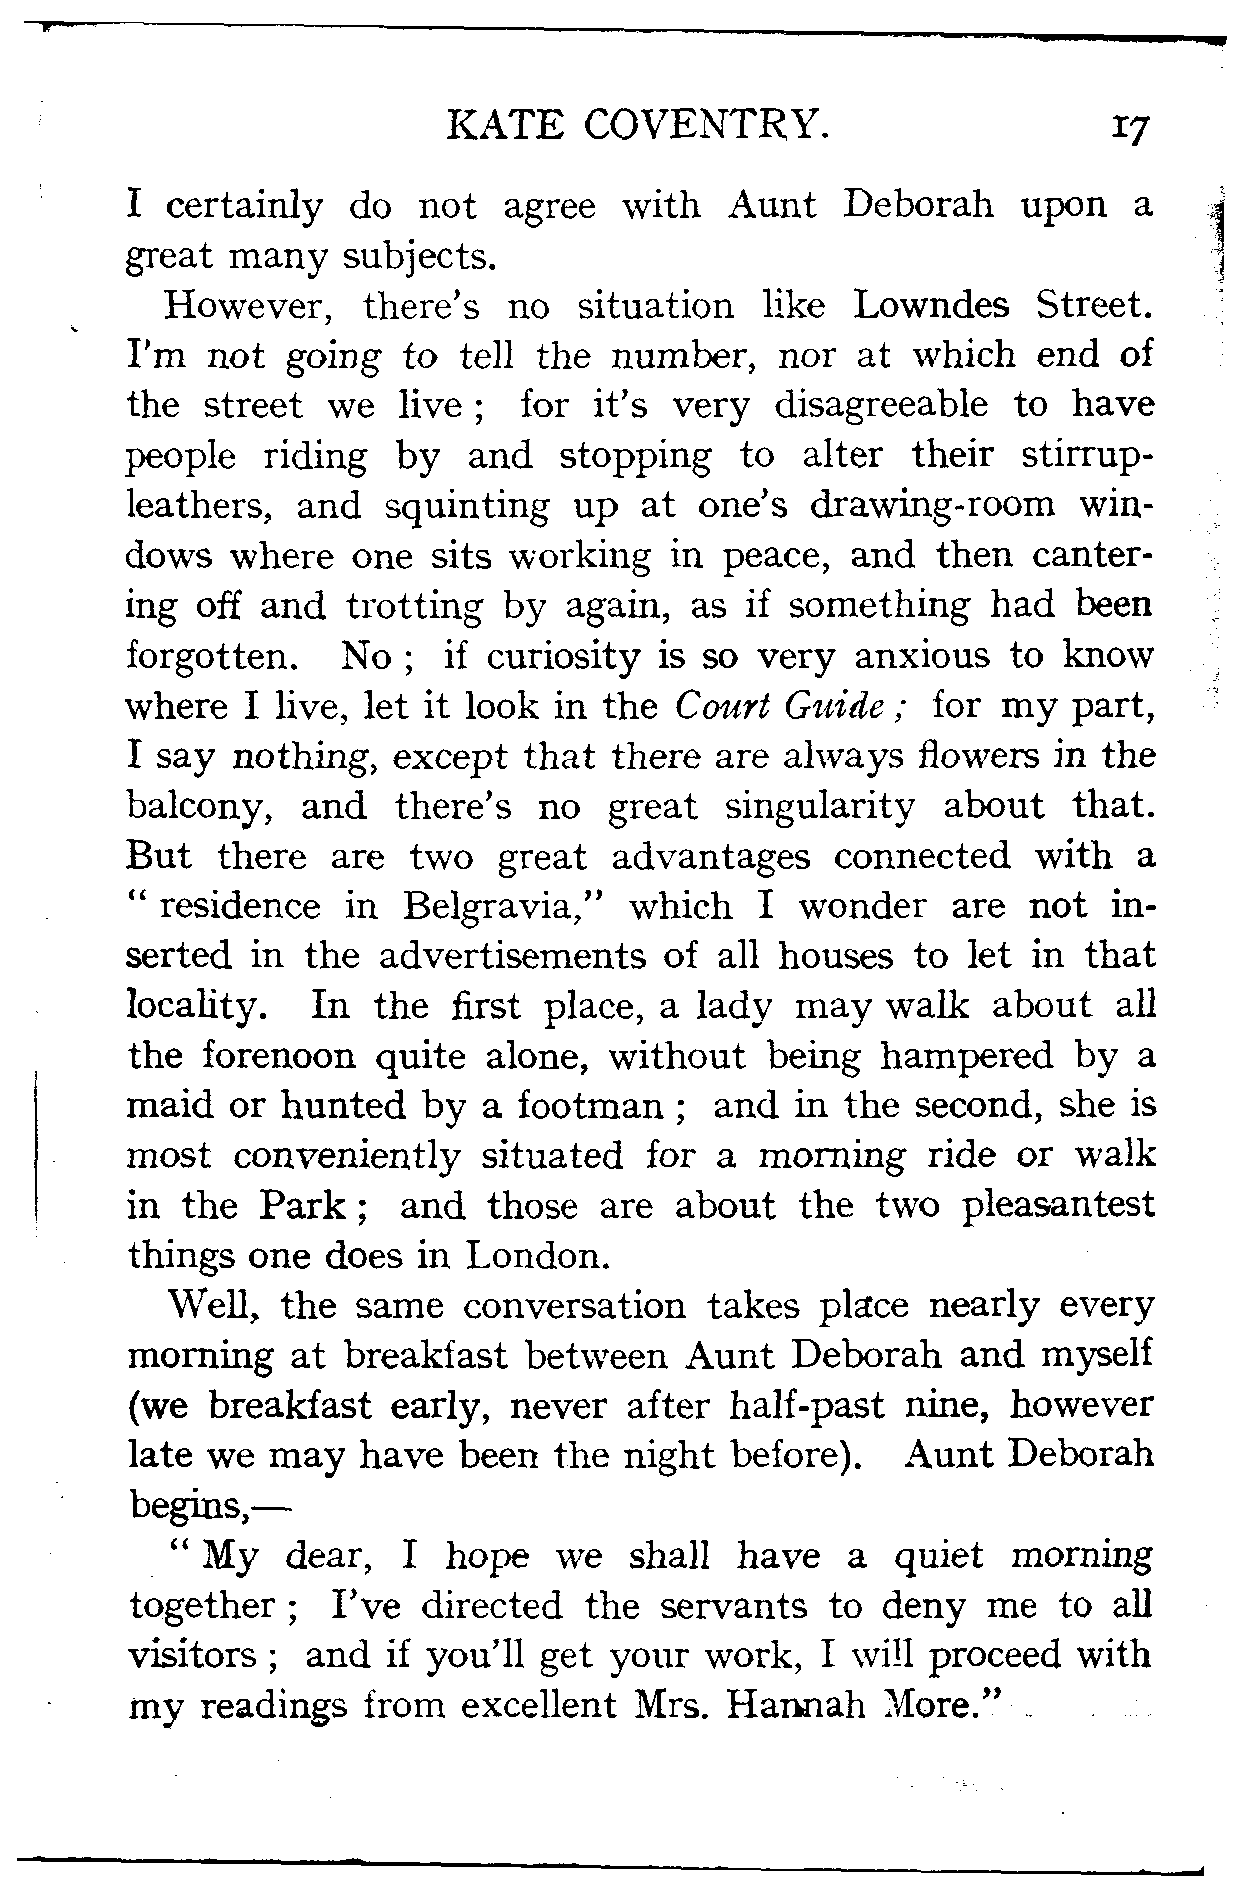 KATE COVENTRY. 17
I certainly do not agree with Aunt Deborah upon a
great many subjects.
However, there's no situation like Lowndes Street.
I'm not going to tell the number, nor at which end of
the street we live ; for it's very disagreeable to have
people riding by and stopping to alter their stirrup-
leathers, and squinting up at one's drawing-room win-
dows where one sits working in peace, and then canter-
ing off and trotting by again, as if something had been
forgotten. No ; if curiosity is so very anxious to know
where I live, let it look in the Court Guide ; for my part,
I say nothing, except that there are always flowers in the
balcony, and there's no great singularity about that.
But there are two great advantages connected with a
" residence in Belgravia," which I wonder are not in-
serted in the advertisements of all houses to let in that
locality. In the first place, a lady may walk about all
the forenoon quite alone, without being hampered by a
maid or hunted by a footman ; and in the second, she is
most conveniently situated for a morning ride or walk
in the Park ; and those are about the two pleasantest
things one does in London.
Well, the same conversation takes place nearly every
morning at breakfast between Aunt Deborah and myself
(we breakfast early, never after half-past nine, however
late we may have been the night before). Aunt Deborah
begins,—
" My dear, I hope we shall have a quiet morning
together ; I've directed the servants to deny me to all
visitors ; and if you'll get your work, I will proceed with
my readings from excellent Mrs. Hannah More."